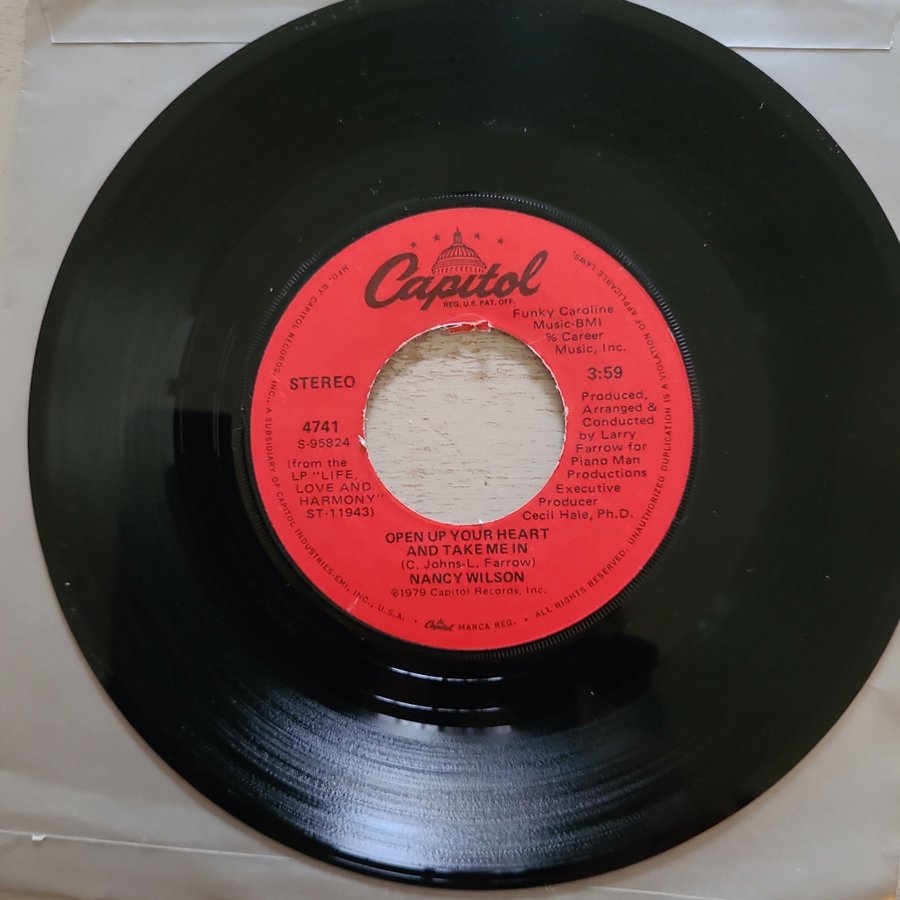 Capitol
REG. U.S. PAT. OFF.
Funky Caroline
Music-BMI
% Career
Music, Inc.
STEREO
3:59
4741
S-95824
(from the
LP "LIFE,
LOVE AND
HARMONY"
ST-11943)
Produced,
Arranged &
Conducted
by Larry
Farrow for
Piano Man
Productions
Executive
Producer
Cecil Hale, Ph.D.
OPEN UP YOUR HEART
AND TAKE ME IN
(C. Johns-L. Farrow)
NANCY WILSON
©1979 Capitol Records, Inc.
MFD. BY CAPITOL RECORDS, INC., A SUBSIDIARY OF CAPITOL INDUSTRIES-EMI, INC., U.S.A. • Capitol MARCA REG. • ALL RIGHTS RESERVED. UNAUTHORIZED DUPLICATION IS A VIOLATION OF APPLICABLE LAWS.